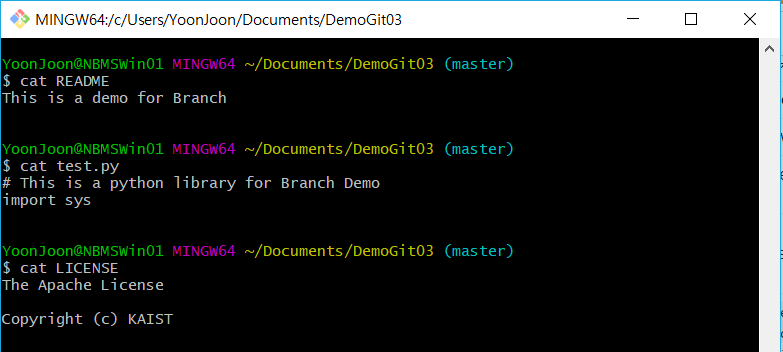 MINGW64:/c/Users/YoonJoon/Documents/DemoGit03
YoonJoon@NBMSWin01 MINGW64 ~/Documents/DemoGit03 (master)
$ cat README
This is a demo for Branch
YoonJoon@NBMSWin01 MINGW64 ~/Documents/DemoGit03 (master)
$ cat test.py
# This is a python library for Branch Demo
import sys
YoonJoon@NBMSWin01 MINGW64 ~/Documents/DemoGit03 (master)
$ cat LICENSE
The Apache License
Copyright (c) KAIST